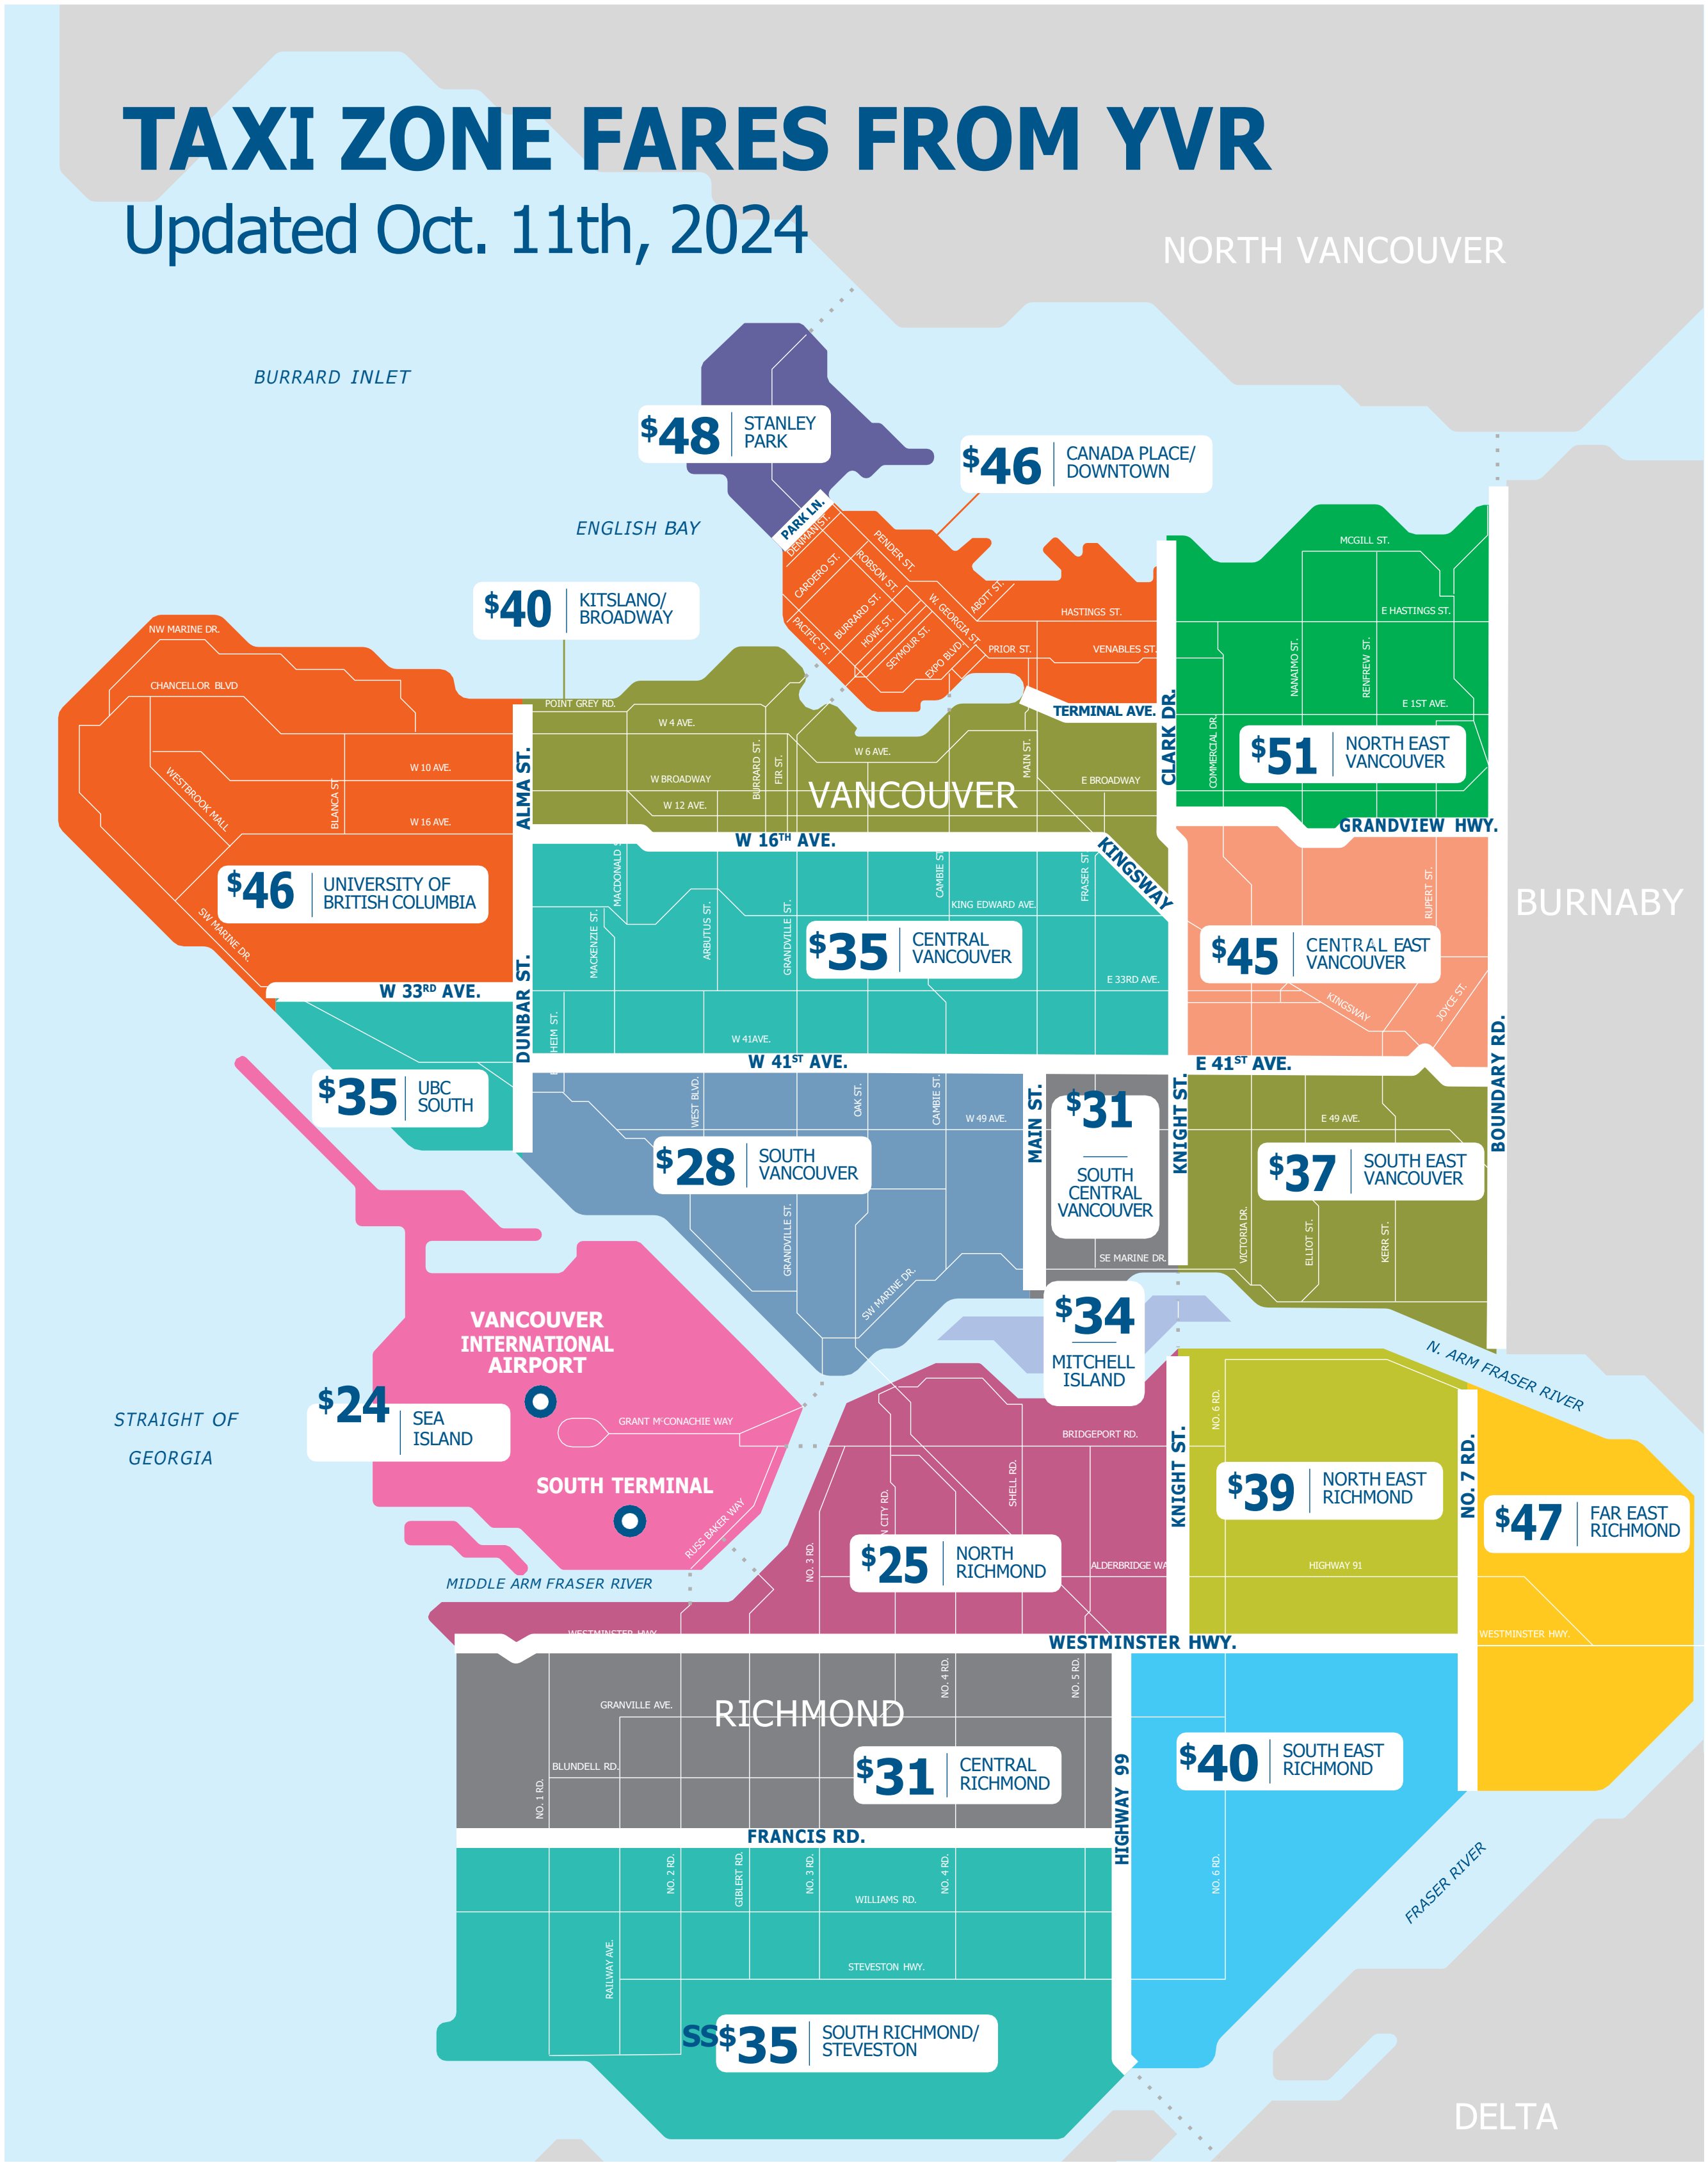 TAXI ZONE FARES FROM YVR
Updated Oct. 11th, 2024
NORTH VANCOUVER
BURRARD INLET
$48 STANLEY
PARK
$46 CANADA PLACE/
DOWNTOWN
ENGLISH BAY
PARK LN.
DENMAN ST.
CARDERO ST.
PACIFIC ST.
PENDER ST.
ROBSON ST.
BURRARD ST.
HOWE ST.
SEYMOUR ST.
W. GEORGIA ST.
EXPO BLVD.
ABOTT ST.
HASTINGS ST.
PRIOR ST.
VENABLES ST.
TERMINAL AVE.
CLARK DR.
MCGILL ST.
E HASTINGS ST.
NANAIMO ST.
RENFREW ST.
E 1ST AVE.
COMMERCIAL DR.
$51 NORTH EAST
VANCOUVER
GRANDVIEW HWY.
$40 KITSLANO/
BROADWAY
NW MARINE DR.
CHANCELLOR BLVD
WESTBROOK MALL
BLANCA ST
W 10 AVE.
W 16 AVE.
ALMA ST.
$46 UNIVERSITY OF
BRITISH COLUMBIA
SW MARINE DR.
W 33RD AVE.
DUNBAR ST.
POINT GREY RD.
W 4 AVE.
W 6 AVE.
BURRARD ST.
FIR ST.
MAIN ST.
W BROADWAY
E BROADWAY
W 12 AVE.
VANCOUVER
W 16TH AVE.
KINGSWAY
MACDONALD S
MACKENZIE ST.
ARBUTUS ST.
GRANDVILLE ST.
CAMBIE ST
FRASER ST
KING EDWARD AVE.
$35 CENTRAL
VANCOUVER
E 33RD AVE.
HEIM ST.
W 41AVE.
W 41ST AVE.
BURNABY
RUPERT ST.
$45 CENTRAL EAST
VANCOUVER
KINGSWAY
JOYCE ST.
E 41ST AVE.
BOUNDARY RD.
$35 UBC
SOUTH
WEST BLVD.
OAK ST.
CAMBIE ST.
W 49 AVE.
$28 SOUTH
VANCOUVER
GRANDVILLE ST.
SW MARINE DR.
MAIN ST.
$31
SOUTH
CENTRAL
VANCOUVER
SE MARINE DR.
KNIGHT ST.
E 49 AVE.
$37 SOUTH EAST
VANCOUVER
VICTORIA DR.
ELLIOT ST.
KERR ST.
$34
MITCHELL
ISLAND
N. ARM FRASER RIVER
VANCOUVER
INTERNATIONAL
AIRPORT
$24 SEA
ISLAND
GRANT McCONACHIE WAY
SOUTH TERMINAL
RUSS BAKER WAY
STRAIGHT OF
GEORGIA
MIDDLE ARM FRASER RIVER
BRIDGEPORT RD.
NO. 3 RD.
N CITY RD.
SHELL RD.
$25 NORTH
RICHMOND
ALDERBRIDGE WA
KNIGHT ST.
NO. 6 RD.
$39 NORTH EAST
RICHMOND
HIGHWAY 91
NO. 7 RD.
$47 FAR EAST
RICHMOND
WESTMINSTER HWY.
WESTMINSTER HWY.
WESTMINSTER HWY.
GRANVILLE AVE.
RICHMOND
NO. 4 RD.
NO. 5 RD.
BLUNDELL RD.
NO. 1 RD.
$31 CENTRAL
RICHMOND
HIGHWAY 99
$40 SOUTH EAST
RICHMOND
FRANCIS RD.
NO. 2 RD.
GIBLERT RD.
NO. 3 RD.
NO. 4 RD.
NO. 6 RD.
WILLIAMS RD.
RAILWAY AVE.
STEVESTON HWY.
SS$35 SOUTH RICHMOND/
STEVESTON
FRASER RIVER
DELTA